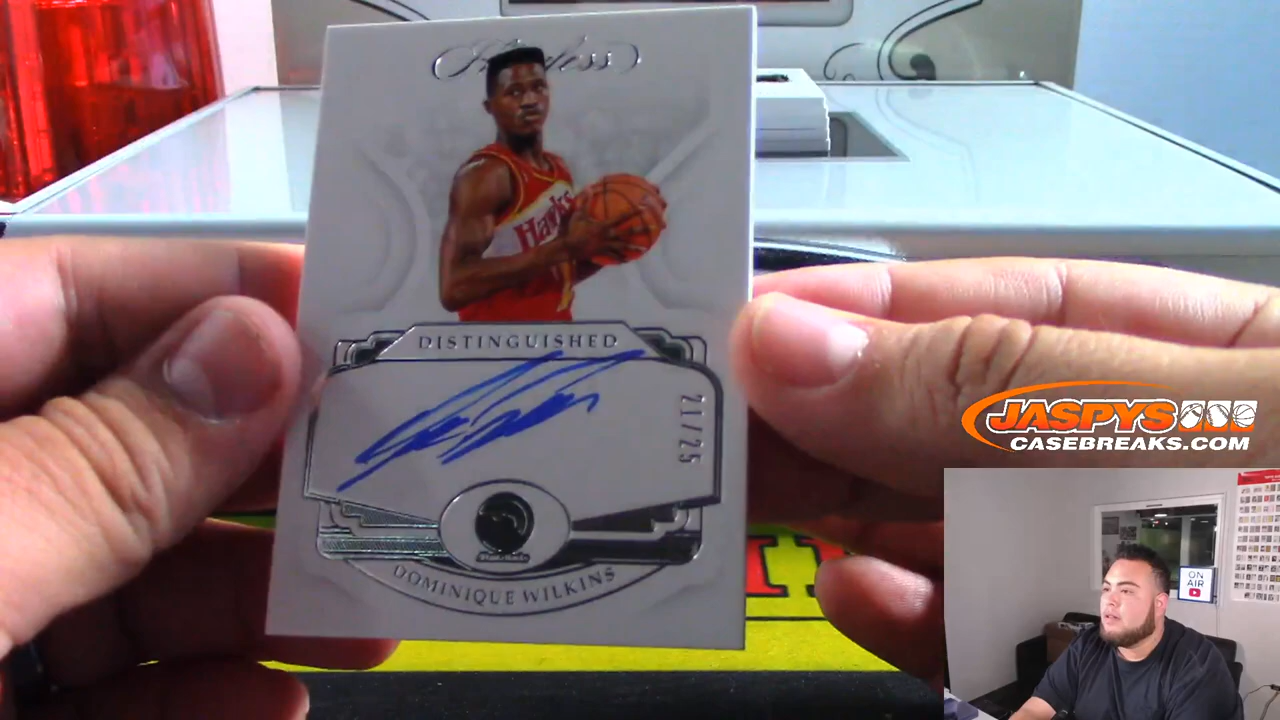 Flawless
Hawks
DISTINGUISHED
21/25
DOMINIQUE WILKINS
JASPYS
CASEBREAKS.COM
ON
AIR